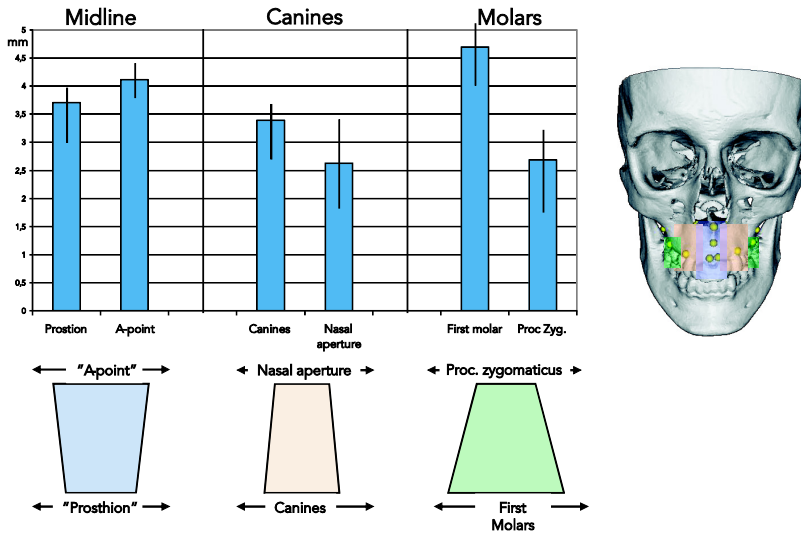 Midline Canines Molars
5
mm
4,5
4
3,5
3
2,5
2
1,5
1
0,5
0
Prostion A-point Canines Nasal aperture First molar Proc Zyg.
"A-point" Nasal aperture Proc. zygomaticus
"Prosthion" Canines First Molars